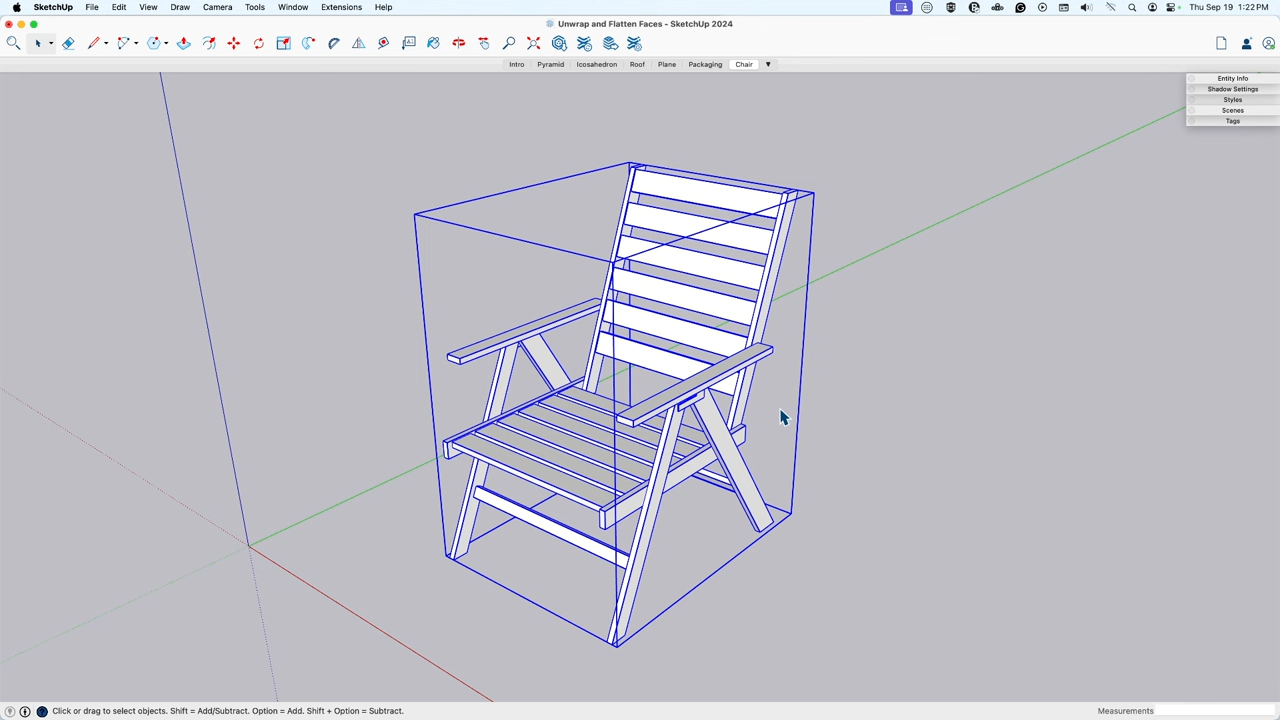 SketchUp File Edit View Draw Camera Tools Window Extensions Help Thu Sep 19 1:22 PM
Unwrap and Flatten Faces - SketchUp 2024
Intro Pyramid Icosahedron Roof Plane Packaging Chair
Entity Info
Shadow Settings
Styles
Scenes
Tags
Click or drag to select objects. Shift = Add/Subtract. Option = Add. Shift + Option = Subtract. Measurements